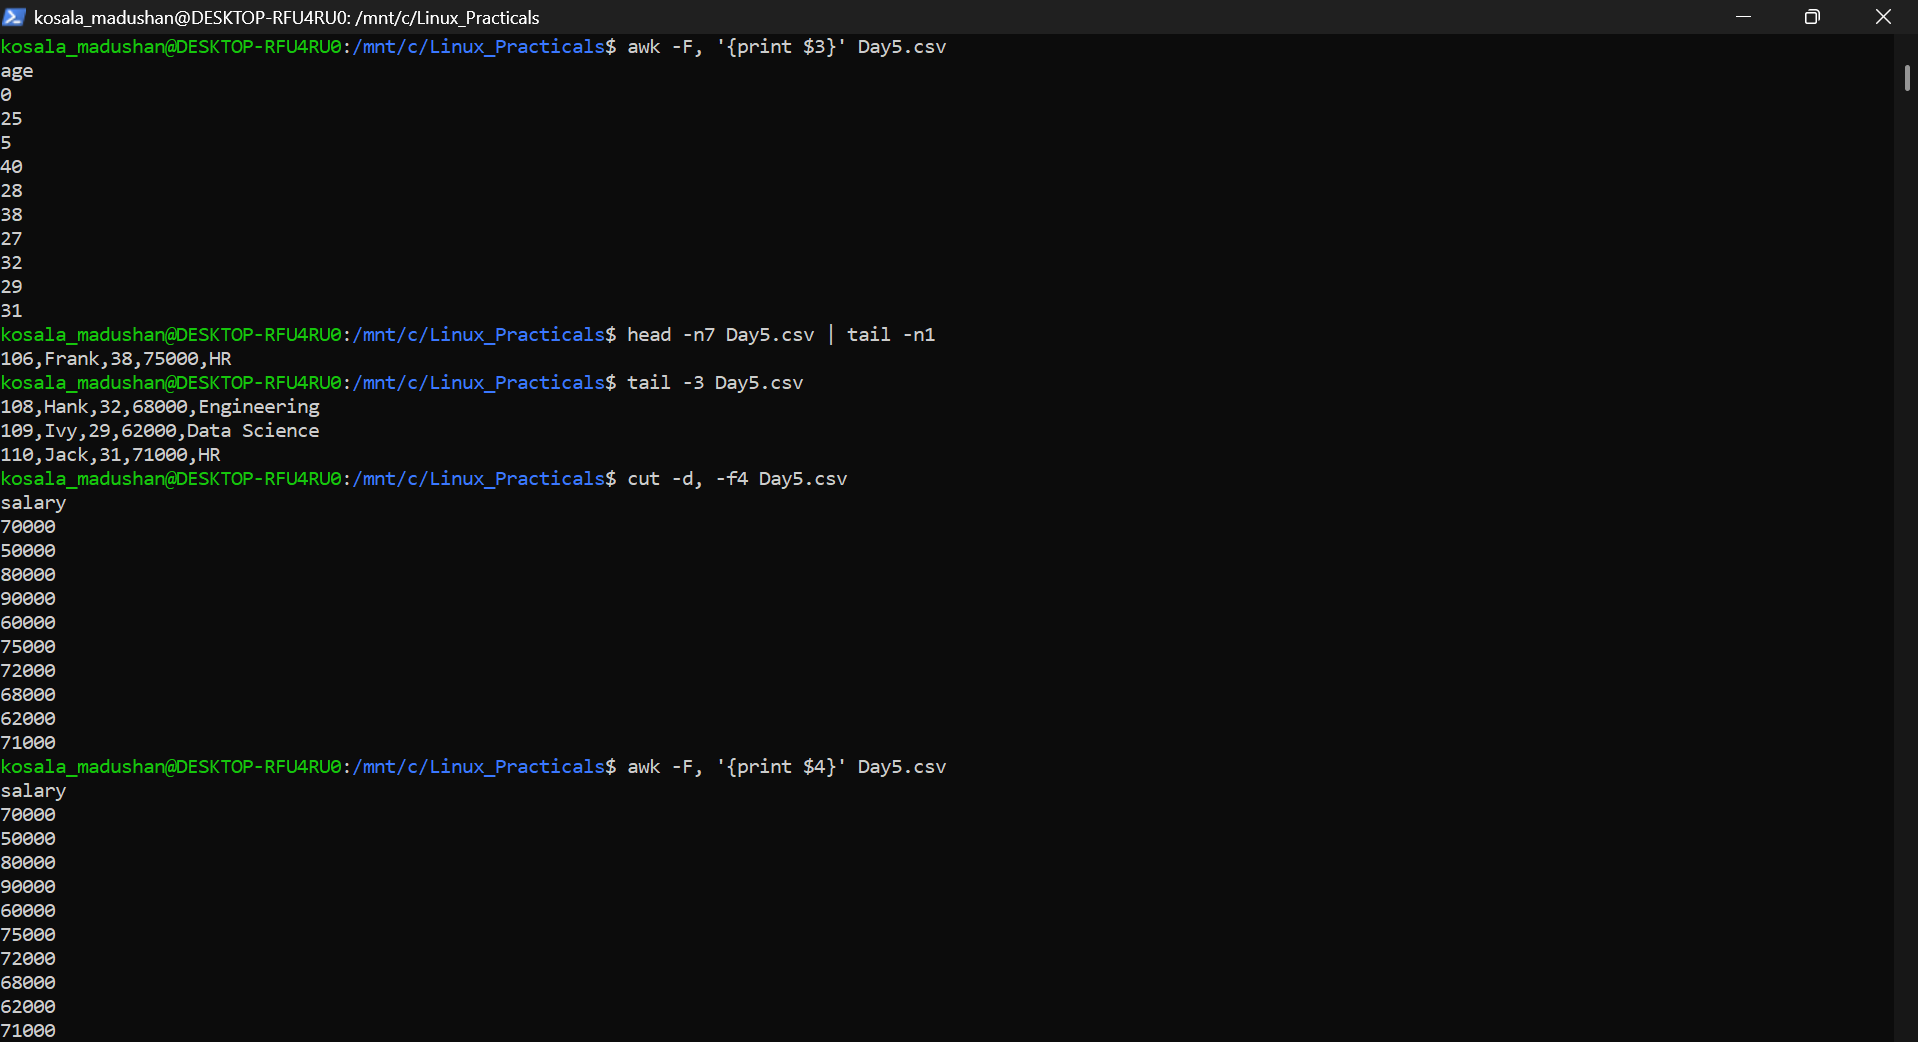 kosala_madushan@DESKTOP-RFU4RU0: /mnt/c/Linux_Practicals
kosala_madushan@DESKTOP-RFU4RU0:/mnt/c/Linux_Practicals$ awk -F, '{print $3}' Day5.csv
age
0
25
5
40
28
38
27
32
29
31
kosala_madushan@DESKTOP-RFU4RU0:/mnt/c/Linux_Practicals$ head -n7 Day5.csv | tail -n1
106,Frank,38,75000,HR
kosala_madushan@DESKTOP-RFU4RU0:/mnt/c/Linux_Practicals$ tail -3 Day5.csv
108,Hank,32,68000,Engineering
109,Ivy,29,62000,Data Science
110,Jack,31,71000,HR
kosala_madushan@DESKTOP-RFU4RU0:/mnt/c/Linux_Practicals$ cut -d, -f4 Day5.csv
salary
70000
50000
80000
90000
60000
75000
72000
68000
62000
71000
kosala_madushan@DESKTOP-RFU4RU0:/mnt/c/Linux_Practicals$ awk -F, '{print $4}' Day5.csv
salary
70000
50000
80000
90000
60000
75000
72000
68000
62000
71000